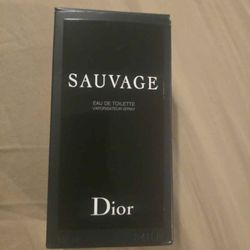 SAUVAGE
EAU DE TOILETTE
VAPORISATEUR SPRAY
Dior